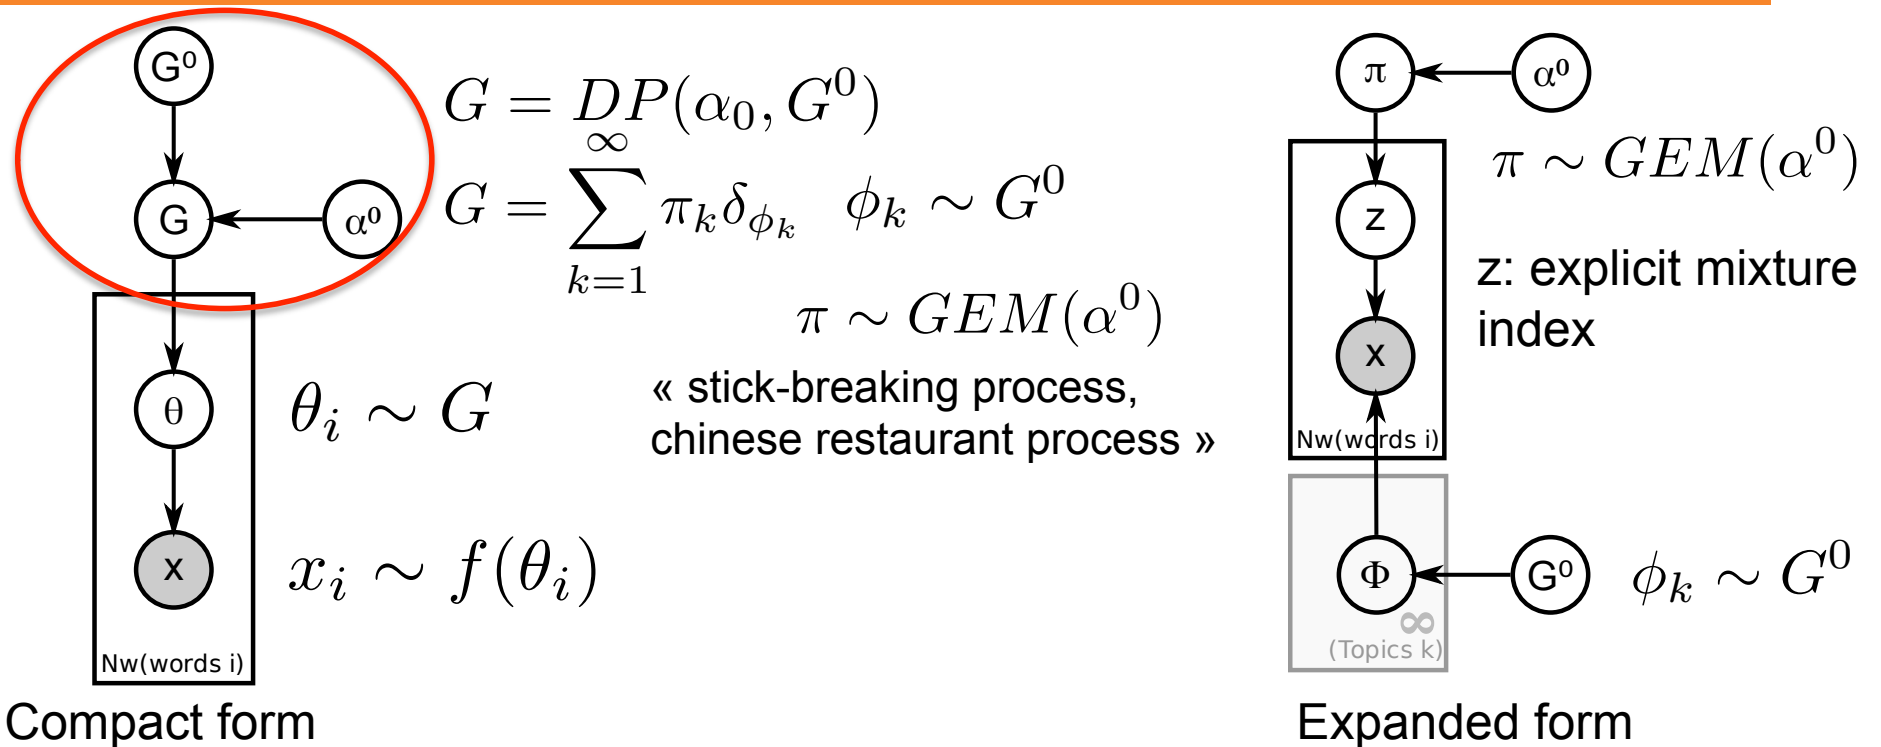 G⁰
G
α⁰
θ
x
Nw(words i)
Compact form
G = DP(α₀, G⁰)
G = ∑_{k=1}^{∞} π_k δ_{ϕ_k}   ϕ_k ∼ G⁰
π ∼ GEM(α⁰)
« stick-breaking process,
chinese restaurant process »
θ_i ∼ G
x_i ∼ f(θ_i)
π
α⁰
π ∼ GEM(α⁰)
z
z: explicit mixture
index
x
Nw(words i)
Φ
G⁰
ϕ_k ∼ G⁰
∞
(Topics k)
Expanded form